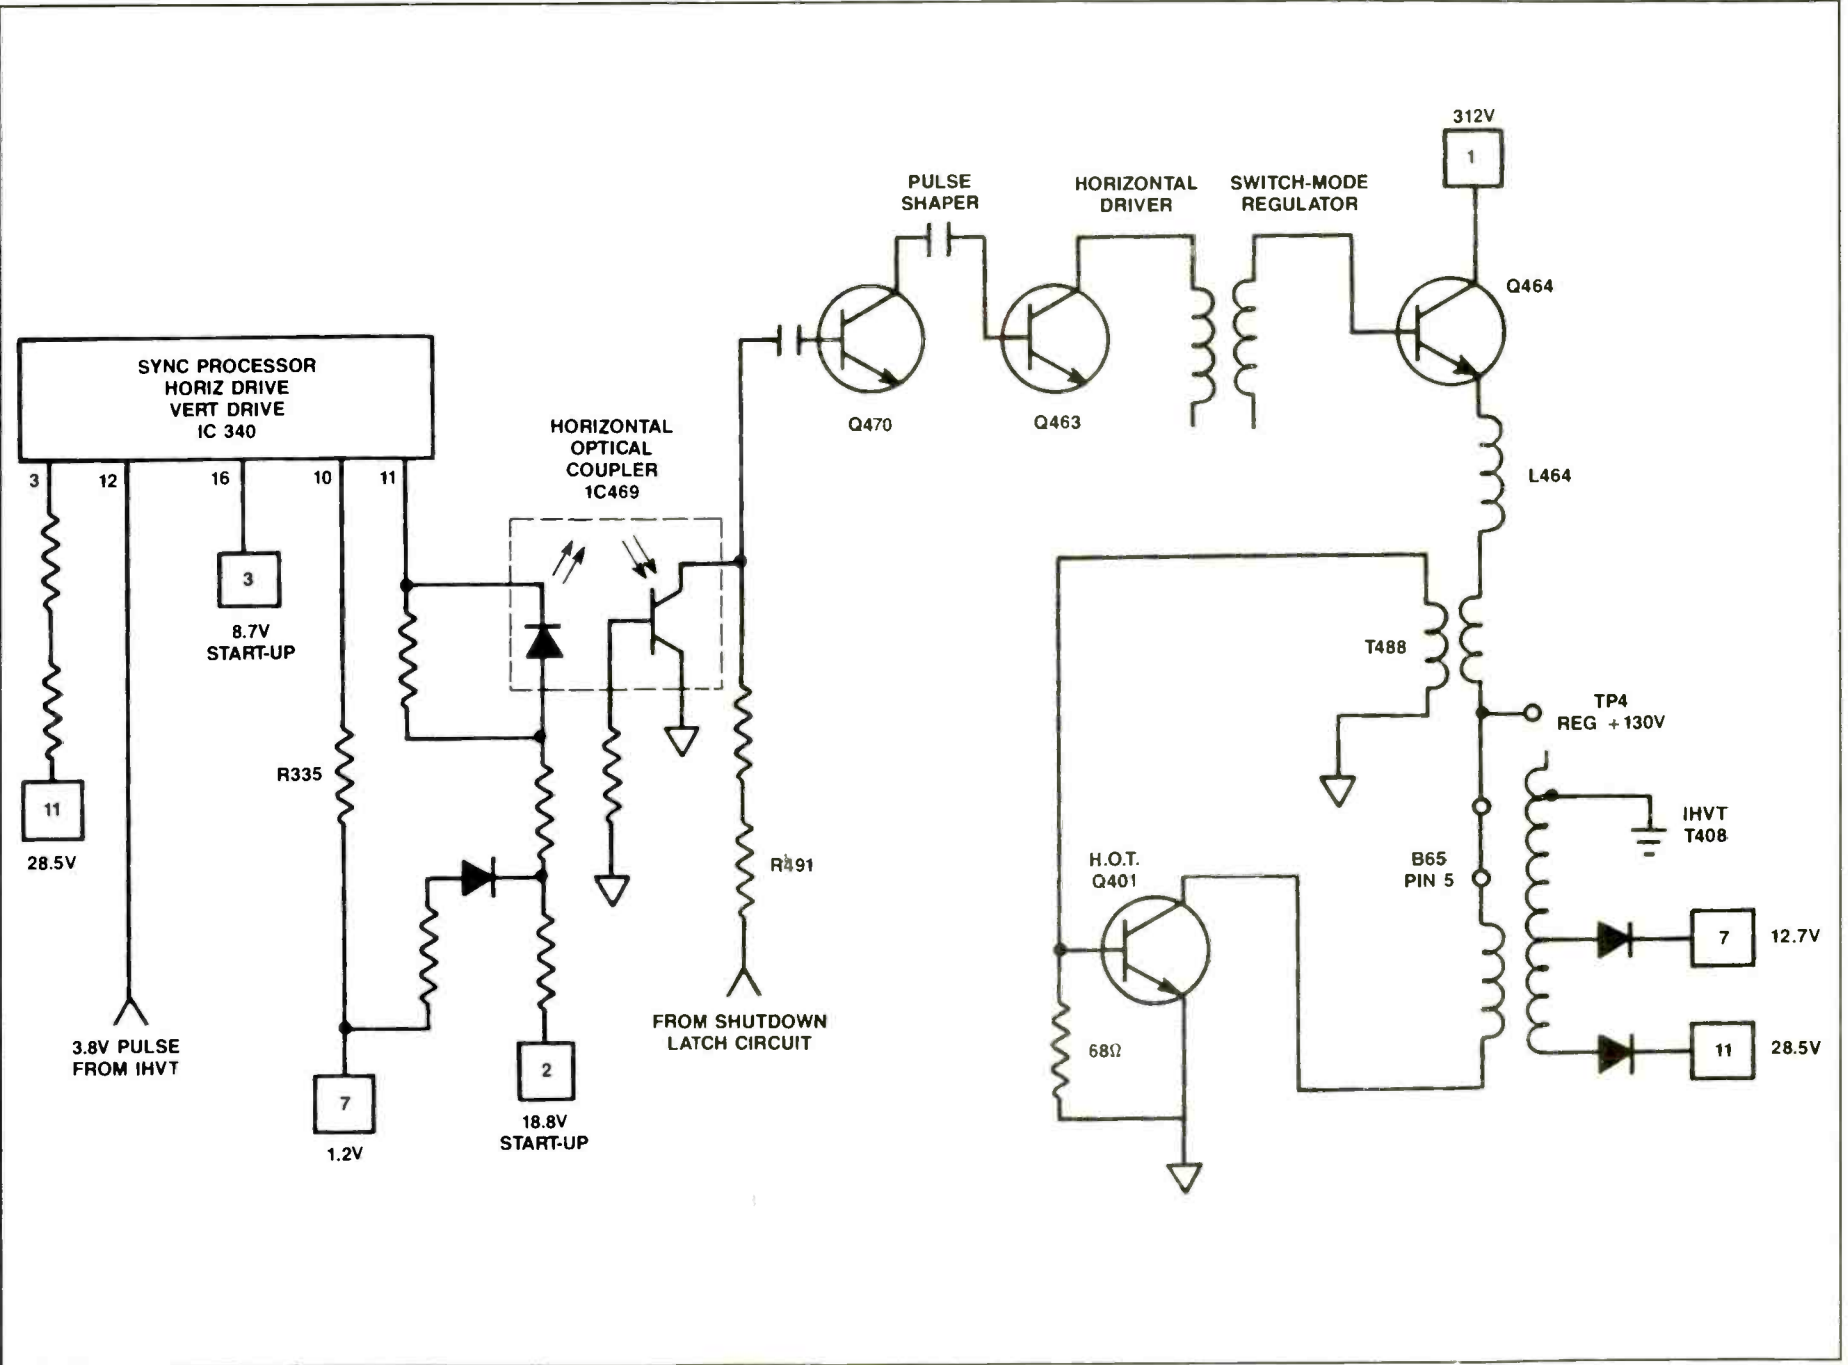 312V
1
PULSE
SHAPER
HORIZONTAL
DRIVER
SWITCH-MODE
REGULATOR
Q464
Q470
Q463
L464
SYNC PROCESSOR
HORIZ DRIVE
VERT DRIVE
IC 340
3
12
16
10
11
HORIZONTAL
OPTICAL
COUPLER
1C469
3
8.7V
START-UP
T488
TP4
REG +130V
R335
11
28.5V
IHVT
T408
R491
H.O.T.
Q401
B65
PIN 5
7
12.7V
FROM SHUTDOWN
LATCH CIRCUIT
68Ω
11
28.5V
3.8V PULSE
FROM IHVT
7
1.2V
2
18.8V
START-UP